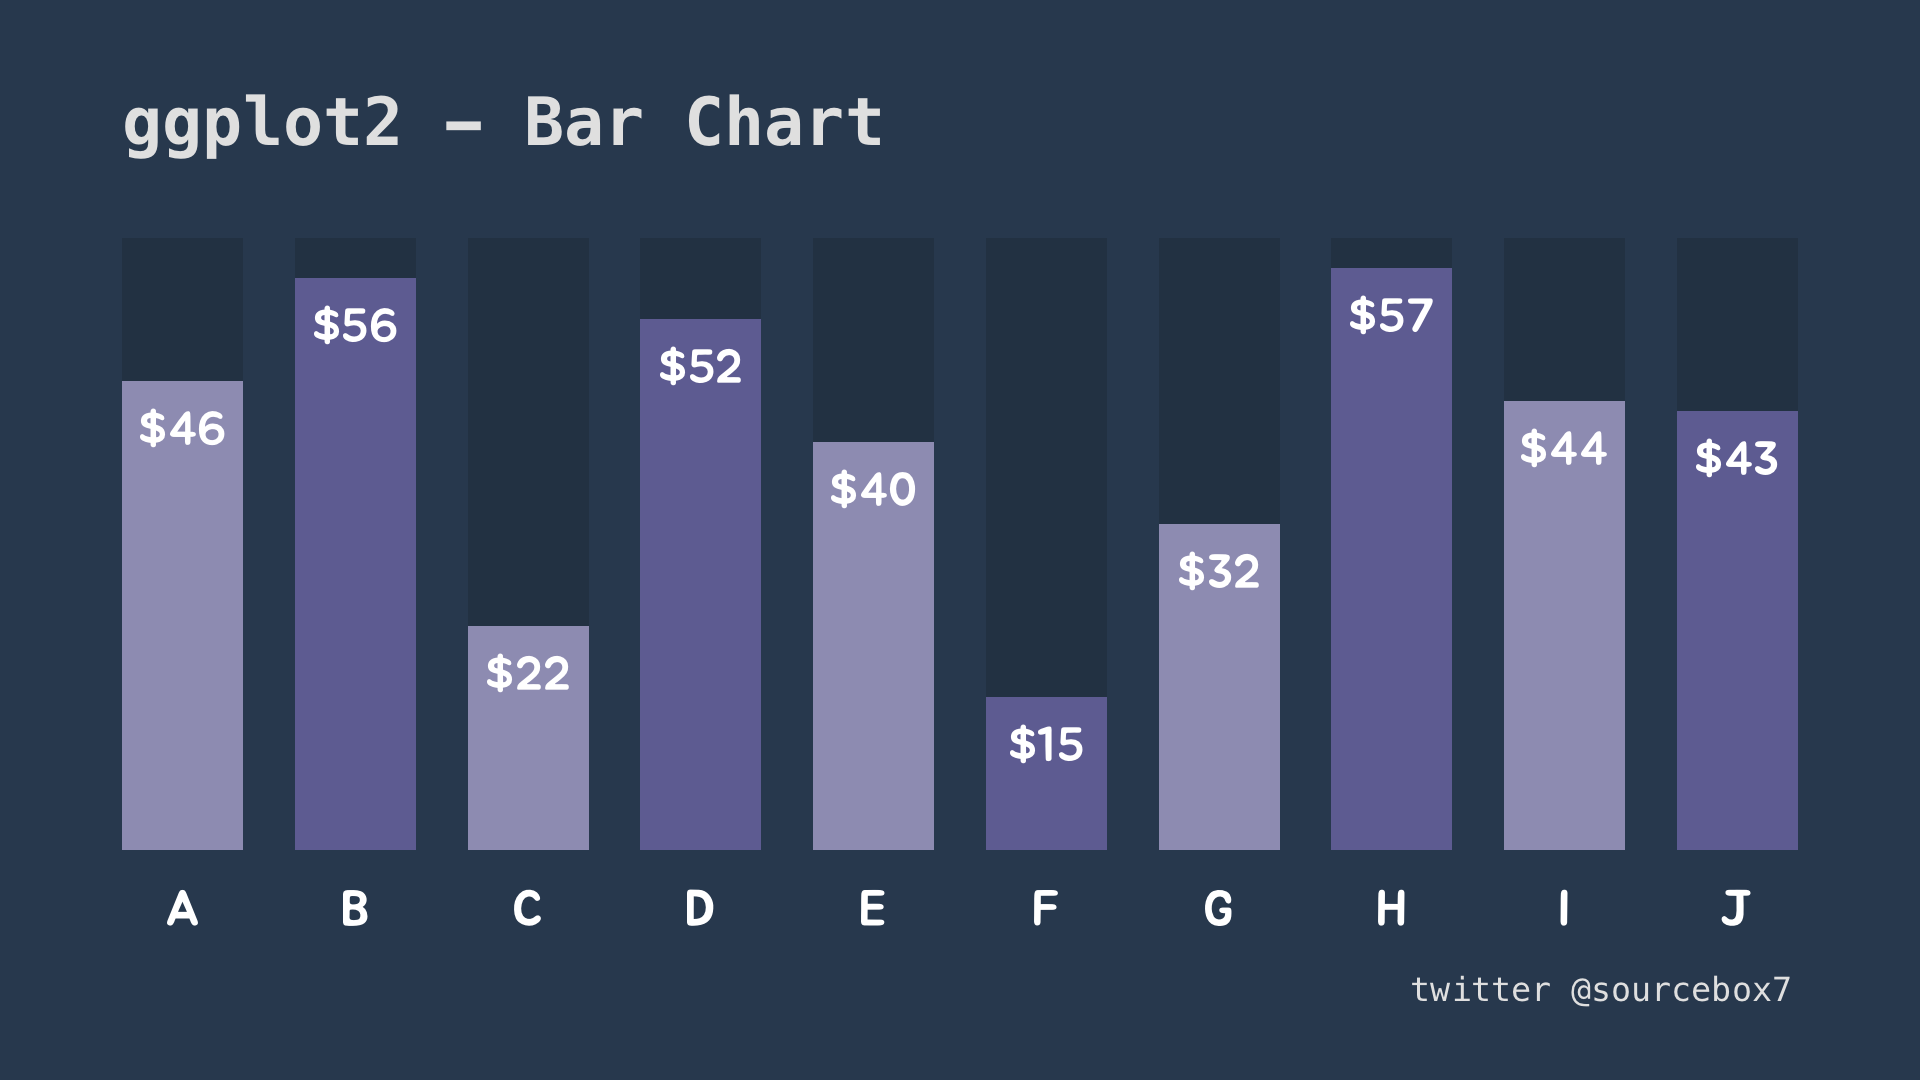 ggplot2 – Bar Chart
$46 $56 $22 $52 $40 $15 $32 $57 $44 $43
A B C D E F G H I J
twitter @sourcebox7